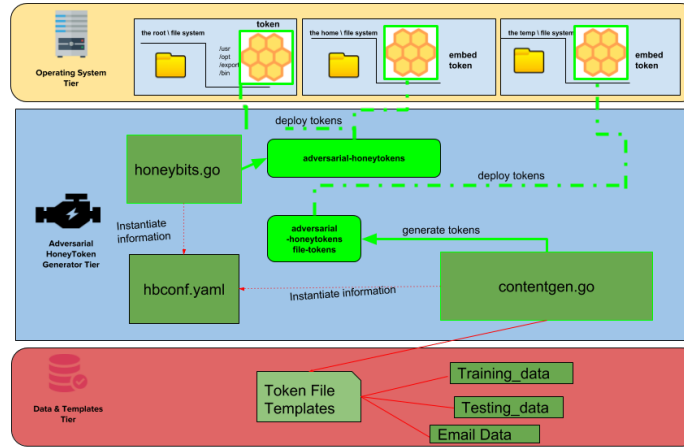 the root \ file system
token
/usr
/opt
/export
/bin
the home \ file system
embed
token
the temp \ file system
embed
token
Operating System
Tier
deploy tokens
honeybits.go
adversarial-honeytokens
deploy tokens
Instantiate
information
adversarial
-honeytokens
file-tokens
generate tokens
Adversarial
HoneyToken
Generator Tier
hbconf.yaml
Instantiate information
contentgen.go
Token File
Templates
Training_data
Testing_data
Email Data
Data & Templates
Tier